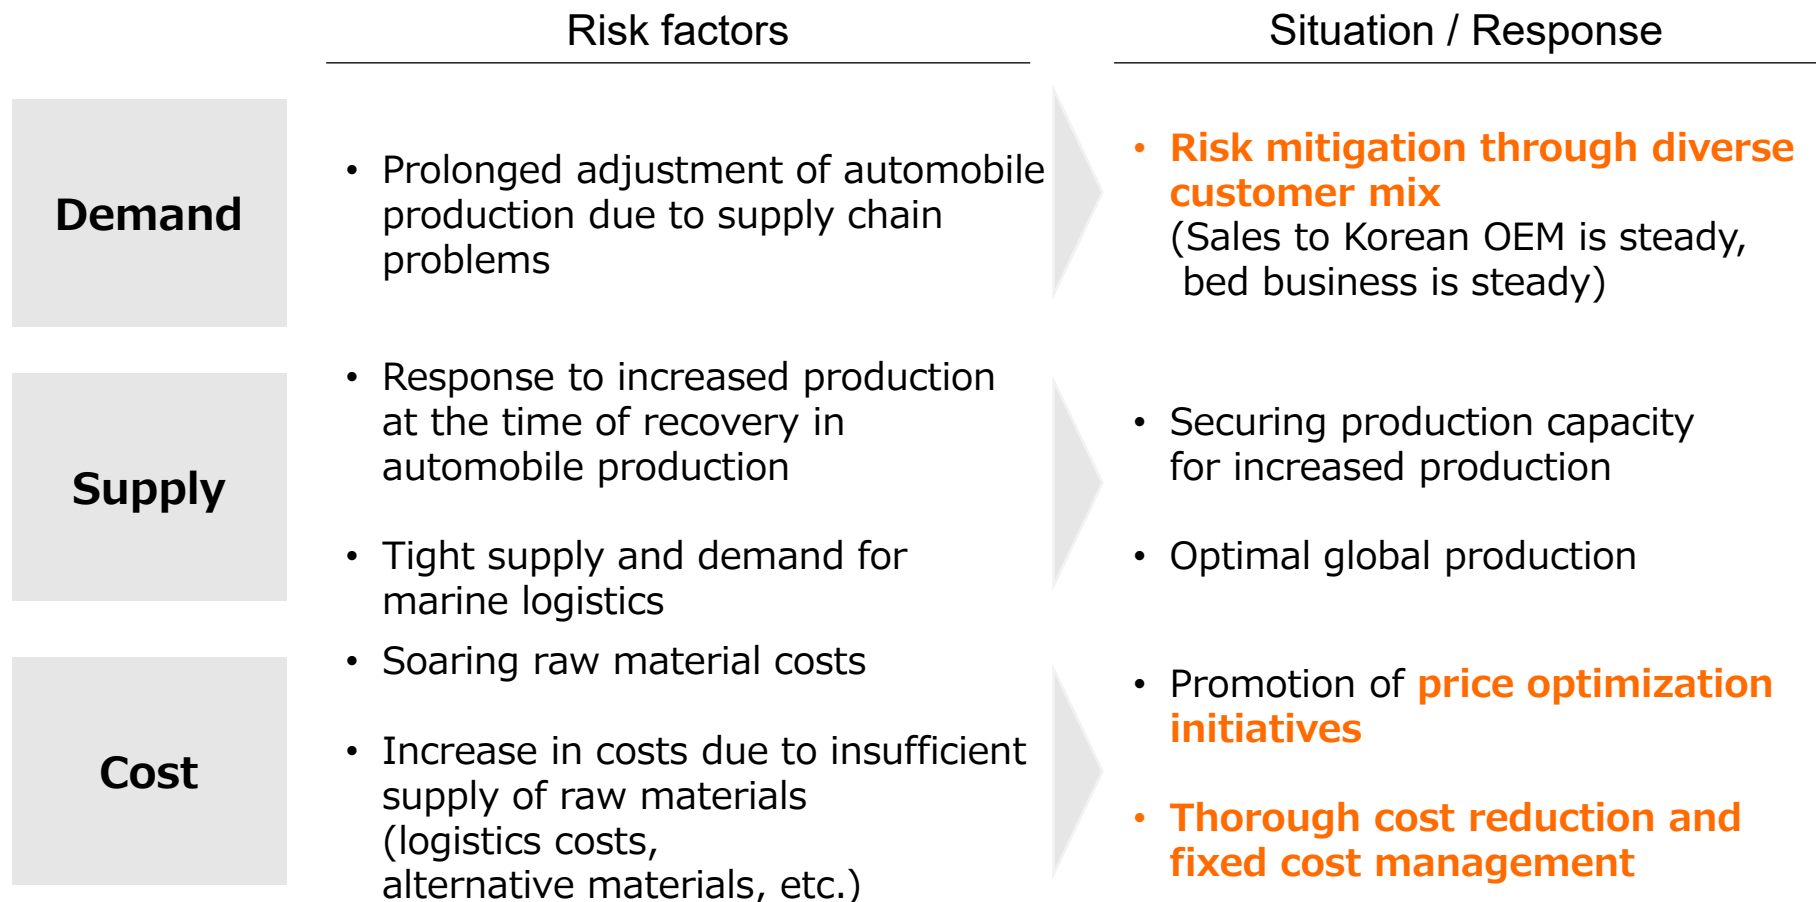 Risk factors
Situation / Response
Demand
• Prolonged adjustment of automobile
production due to supply chain
problems
• Risk mitigation through diverse
customer mix
(Sales to Korean OEM is steady,
bed business is steady)
Supply
• Response to increased production
at the time of recovery in
automobile production
• Tight supply and demand for
marine logistics
• Securing production capacity
for increased production
• Optimal global production
Cost
• Soaring raw material costs
• Increase in costs due to insufficient
supply of raw materials
(logistics costs,
alternative materials, etc.)
• Promotion of price optimization
initiatives
• Thorough cost reduction and
fixed cost management